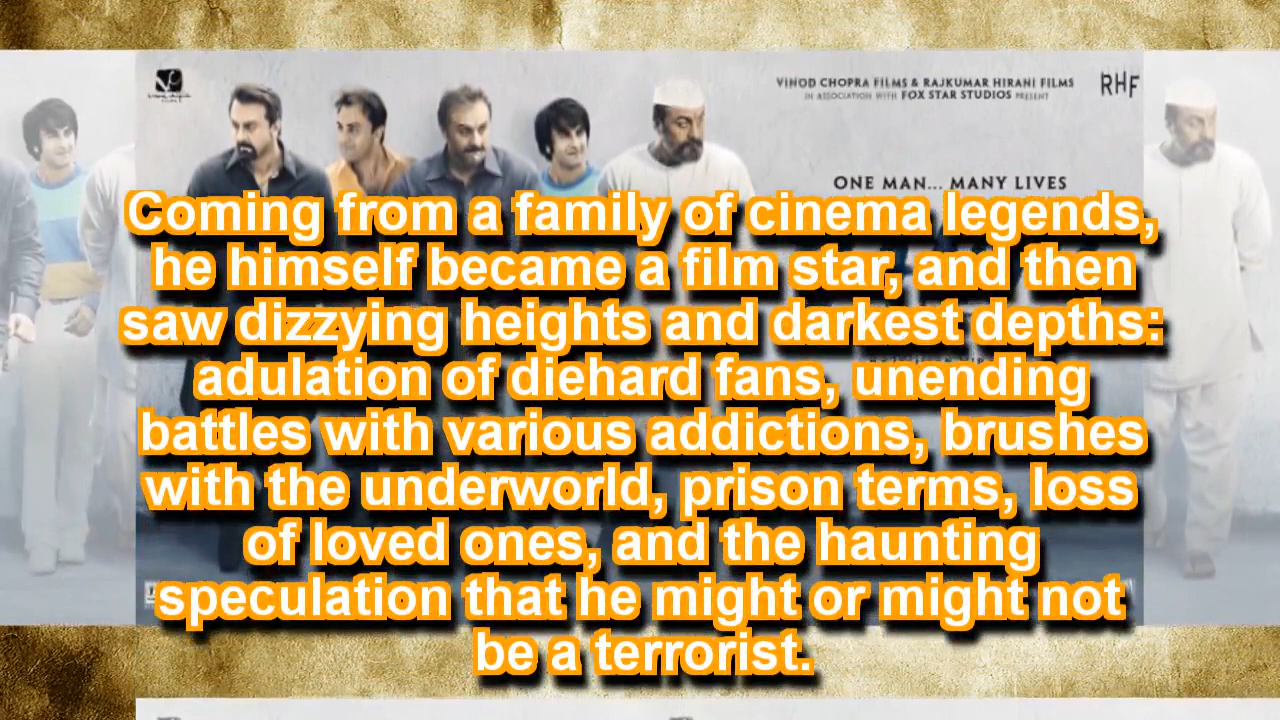 VINOD CHOPRA FILMS & RAJKUMAR HIRANI FILMS
IN ASSOCIATION WITH FOX STAR STUDIOS PRESENT
RHF
ONE MAN... MANY LIVES
Coming from a family of cinema legends,
he himself became a film star, and then
saw dizzying heights and darkest depths:
adulation of diehard fans, unending
battles with various addictions, brushes
with the underworld, prison terms, loss
of loved ones, and the haunting
speculation that he might or might not
be a terrorist.